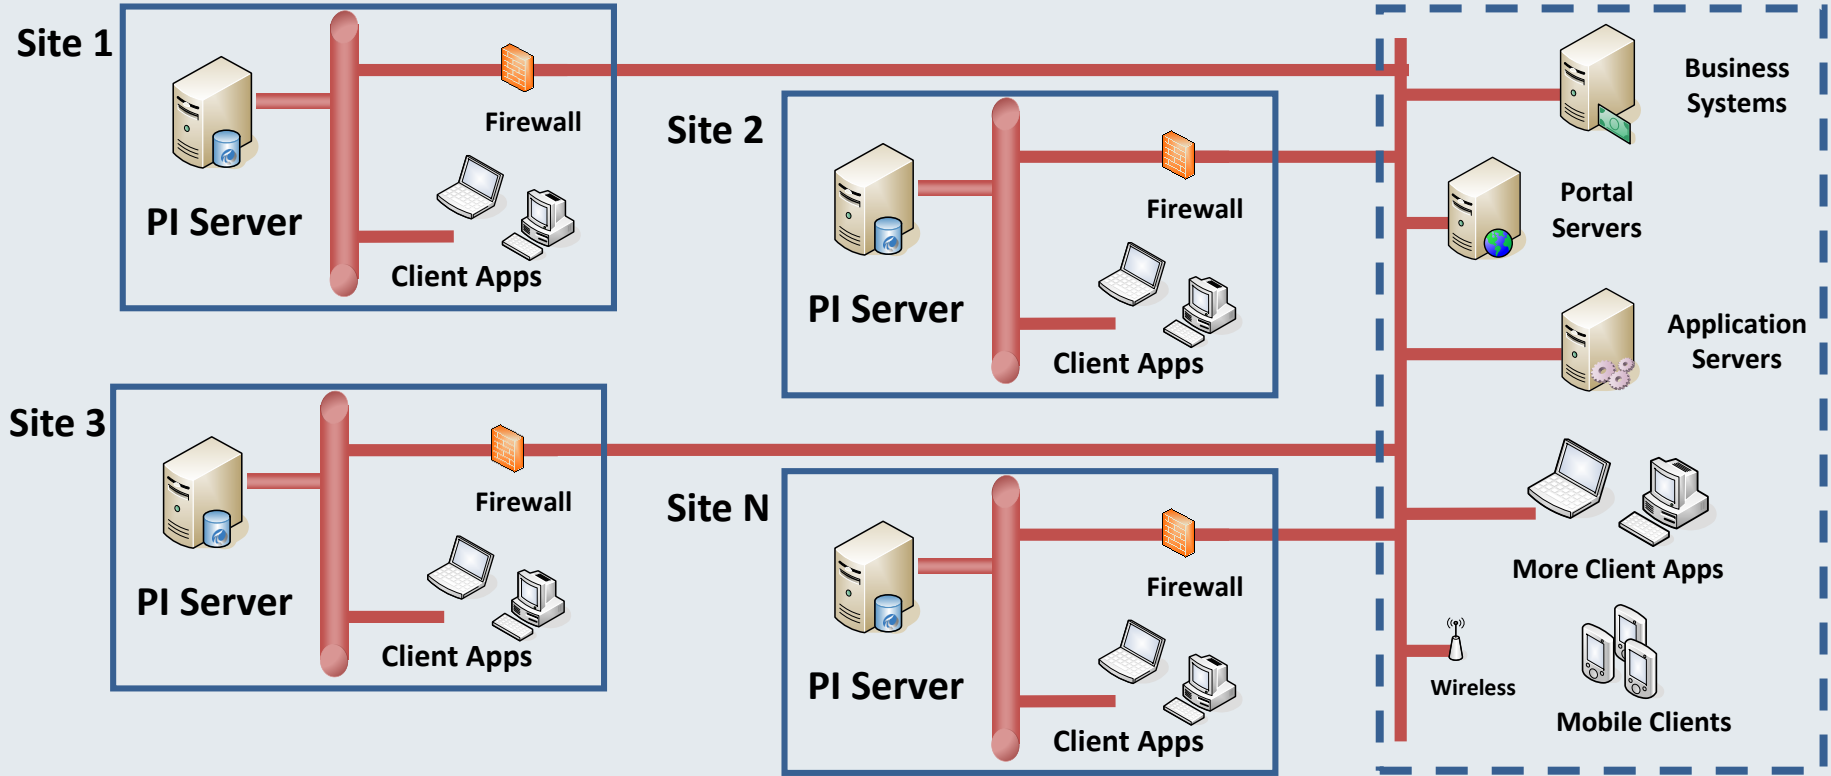 Site 1
Firewall
PI Server
Client Apps
Site 2
Firewall
PI Server
Client Apps
Site 3
Firewall
PI Server
Client Apps
Site N
Firewall
PI Server
Client Apps
Business
Systems
Portal
Servers
Application
Servers
More Client Apps
Wireless
Mobile Clients